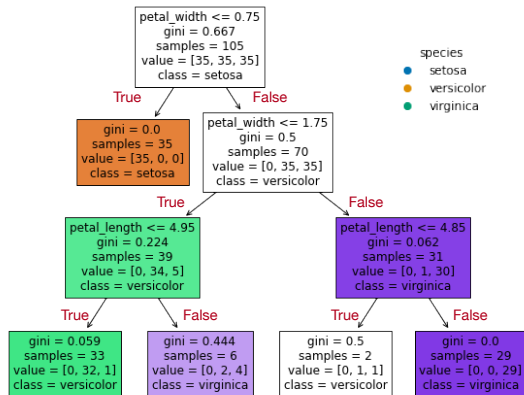 petal_width <= 0.75
gini = 0.667
samples = 105
value = [35, 35, 35]
class = setosa
species
setosa
versicolor
virginica
True
False
gini = 0.0
samples = 35
value = [35, 0, 0]
class = setosa
petal_width <= 1.75
gini = 0.5
samples = 70
value = [0, 35, 35]
class = versicolor
True
False
petal_length <= 4.95
gini = 0.224
samples = 39
value = [0, 34, 5]
class = versicolor
petal_length <= 4.85
gini = 0.062
samples = 31
value = [0, 1, 30]
class = virginica
True
False
True
False
gini = 0.059
samples = 33
value = [0, 32, 1]
class = versicolor
gini = 0.444
samples = 6
value = [0, 2, 4]
class = virginica
gini = 0.5
samples = 2
value = [0, 1, 1]
class = versicolor
gini = 0.0
samples = 29
value = [0, 0, 29]
class = virginica